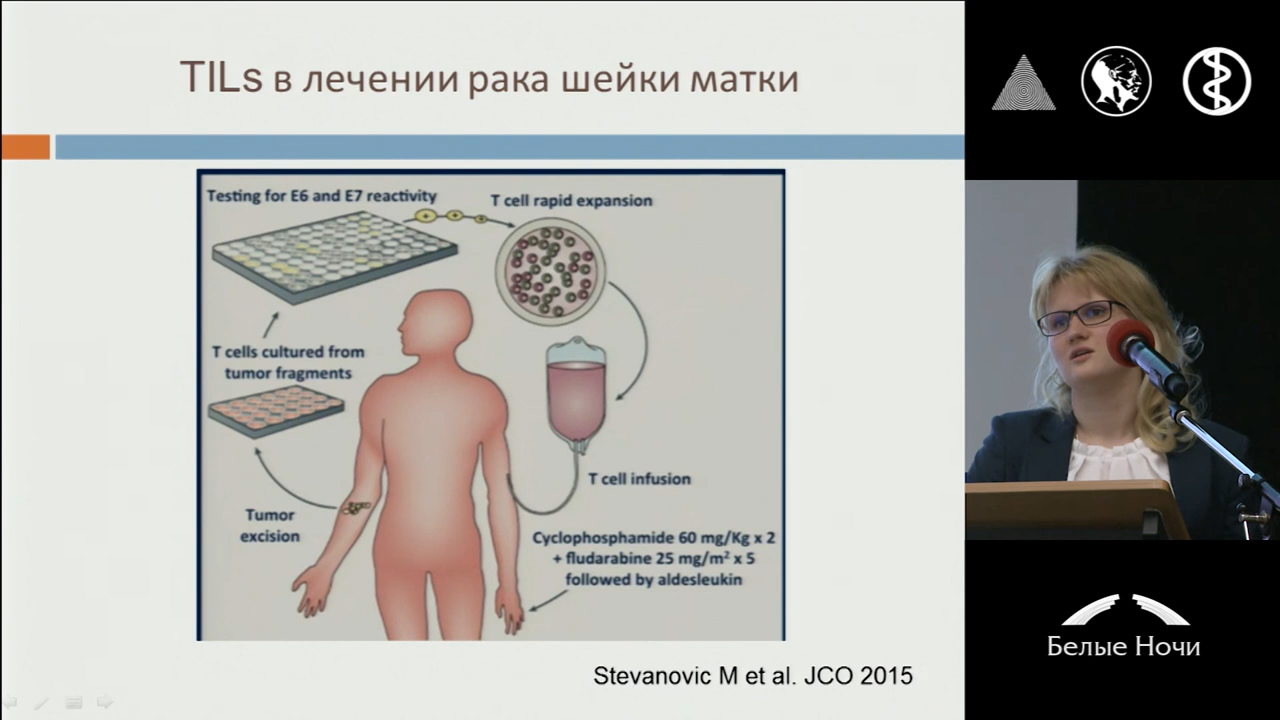 TILs в лечении рака шейки матки
Testing for E6 and E7 reactivity
T cell rapid expansion
T cells cultured from
tumor fragments
T cell infusion
Tumor
excision
Cyclophosphamide 60 mg/Kg x 2
+ fludarabine 25 mg/m² x 5
followed by aldesleukin
Stevanovic M et al. JCO 2015
Белые Ночи